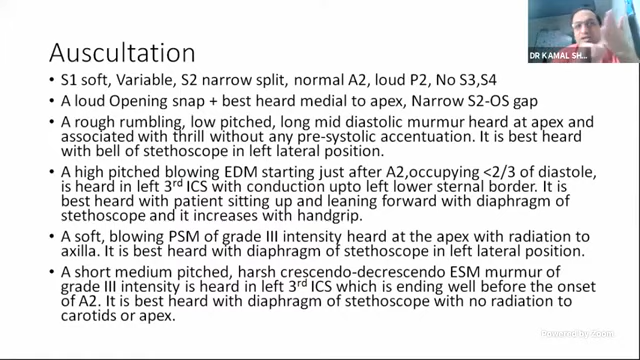 Auscultation
• S1 soft, Variable, S2 narrow split, normal A2, loud P2, No S3,S4
• A loud Opening snap + best heard medial to apex, Narrow S2-OS gap
• A rough rumbling, low pitched, long mid diastolic murmur heard at apex and
associated with thrill without any pre-systolic accentuation. It is best heard
with bell of stethoscope in left lateral position.
• A high pitched blowing EDM starting just after A2,occupying <2/3 of diastole,
is heard in left 3rd ICS with conduction upto left lower sternal border. It is
best heard with patient sitting up and leaning forward with diaphragm of
stethoscope and it increases with handgrip.
• A soft, blowing PSM of grade III intensity heard at the apex with radiation to
axilla. It is best heard with diaphragm of stethoscope in left lateral position.
• A short medium pitched, harsh crescendo-decrescendo ESM murmur of
grade III intensity is heard in left 3rd ICS which is ending well before the onset
of A2. It is best heard with diaphragm of stethoscope with no radiation to
carotids or apex.
DR KAMAL SH...
Powered by Zoom